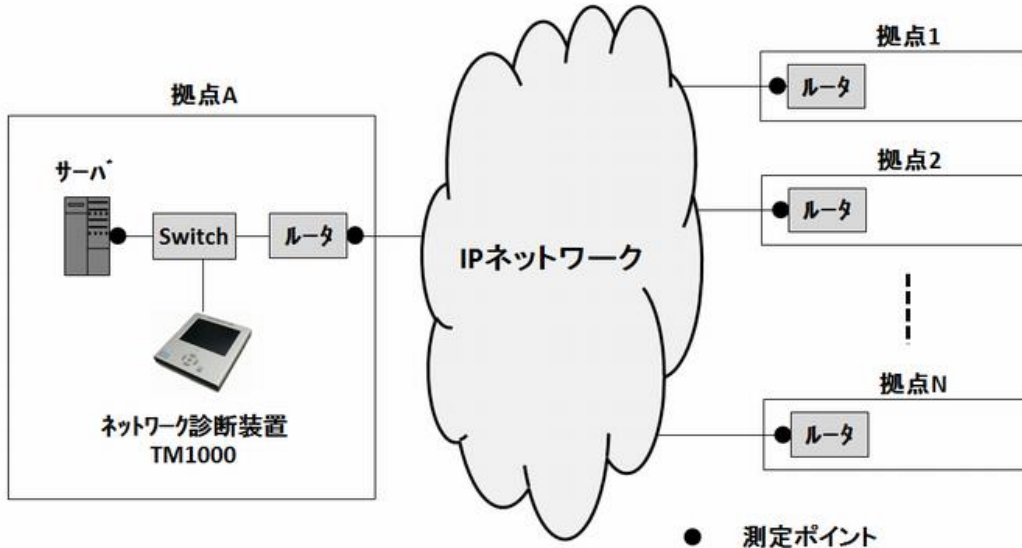 拠点A
サーバ
Switch
ルータ
ネットワーク診断装置
TM1000
IPネットワーク
拠点1
ルータ
拠点2
ルータ
拠点N
ルータ
測定ポイント